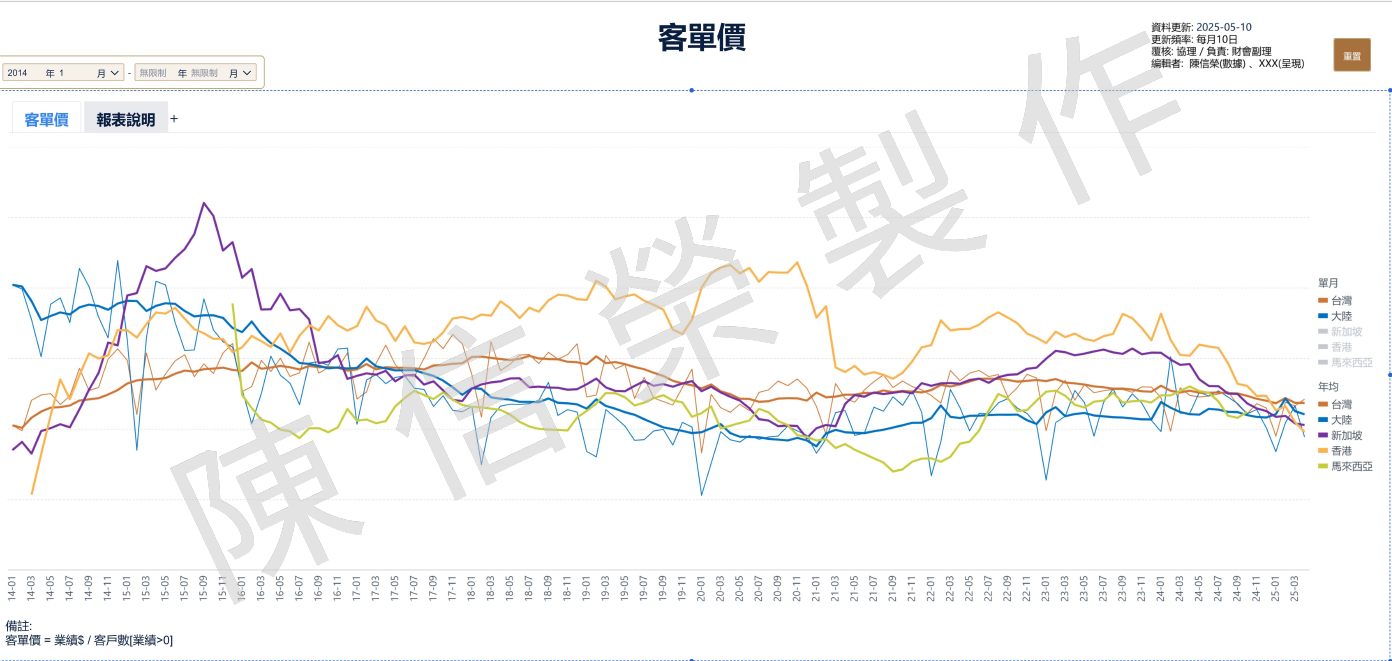 客單價
資料更新: 2025-05-10
更新頻率: 每月10日
覆核: 協理 / 負責: 財會副理
編輯者: 陳信榮(數據) 、XXX(呈現)
重置
2014 年 1 月 - 無限制 年 無限制 月
客單價 報表說明 +
陳信榮製作
單月
台灣
大陸
新加坡
香港
馬來西亞
年均
台灣
大陸
新加坡
香港
馬來西亞
14-01 14-03 14-05 14-07 14-09 14-11 15-01 15-03 15-05 15-07 15-09 15-11 16-01 16-03 16-05 16-07 16-09 16-11 17-01 17-03 17-05 17-07 17-09 17-11 18-01 18-03 18-05 18-07 18-09 18-11 19-01 19-03 19-05 19-07 19-09 19-11 20-01 20-03 20-05 20-07 20-09 20-11 21-01 21-03 21-05 21-07 21-09 21-11 22-01 22-03 22-05 22-07 22-09 22-11 23-01 23-03 23-05 23-07 23-09 23-11 24-01 24-03 24-05 24-07 24-09 24-11 25-01 25-03
備註:
客單價 = 業績$ / 客戶數[業績>0]